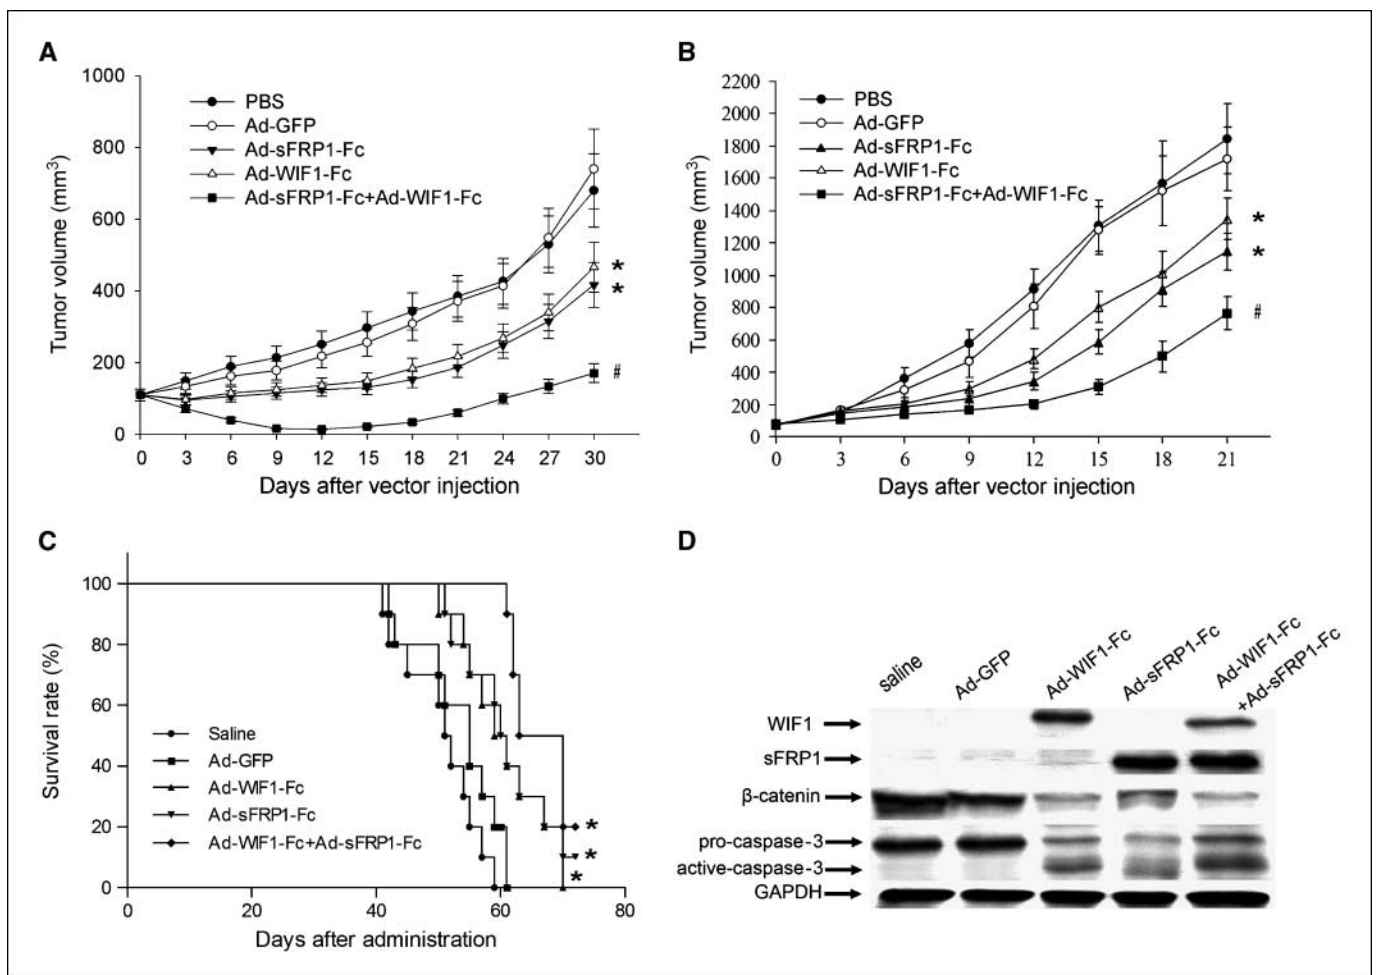 A
1000
800
600
400
200
0
Tumor volume (mm³)
PBS
Ad-GFP
Ad-sFRP1-Fc
Ad-WIF1-Fc
Ad-sFRP1-Fc+Ad-WIF1-Fc
*
*
#
0 3 6 9 12 15 18 21 24 27 30
Days after vector injection
B
2200
2000
1800
1600
1400
1200
1000
800
600
400
200
0
Tumor volume (mm³)
PBS
Ad-GFP
Ad-sFRP1-Fc
Ad-WIF1-Fc
Ad-sFRP1-Fc+Ad-WIF1-Fc
*
*
#
0 3 6 9 12 15 18 21
Days after vector injection
C
100
80
60
40
20
0
Survival rate (%)
Saline
Ad-GFP
Ad-WIF1-Fc
Ad-sFRP1-Fc
Ad-WIF1-Fc+Ad-sFRP1-Fc
*
*
*
0 20 40 60 80
Days after administration
D
saline
Ad-GFP
Ad-WIF1-Fc
Ad-sFRP1-Fc
Ad-WIF1-Fc
+Ad-sFRP1-Fc
WIF1
sFRP1
β-catenin
pro-caspase-3
active-caspase-3
GAPDH